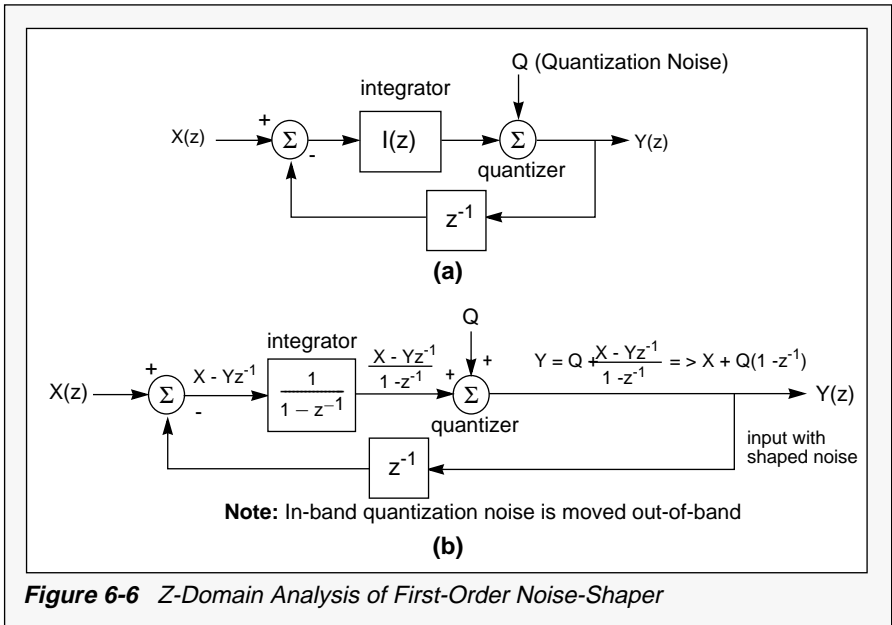 Q (Quantization Noise)
integrator
+
X(z)
Σ
-
I(z)
Σ
Y(z)
quantizer
z-1
(a)
Q
integrator
+
X - Yz-1
X - Yz-1
1 -z-1
+
+
Y = Q + X - Yz-1 = > X + Q(1 -z-1)
1 -z-1
X(z)
Σ
-
1
1 − z−1
Σ
Y(z)
quantizer
input with
shaped noise
z-1
Note: In-band quantization noise is moved out-of-band
(b)
Figure 6-6 Z-Domain Analysis of First-Order Noise-Shaper